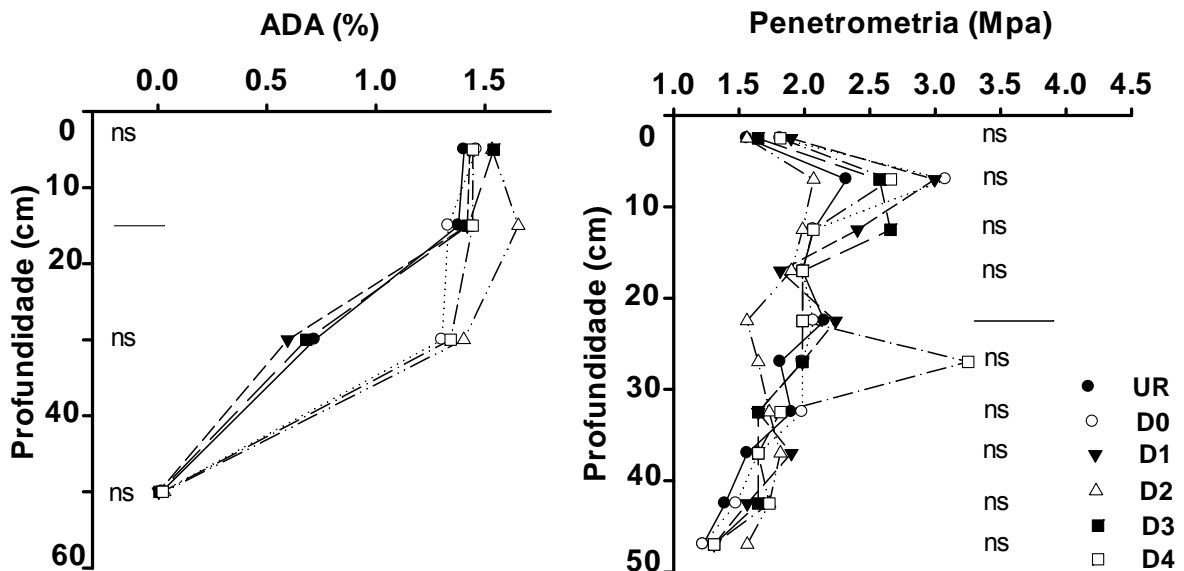 ADA (%)
0.0 0.5 1.0 1.5
Profundidade (cm)
0
10
20
40
60
ns
ns
ns
Penetrometria (Mpa)
1.0 1.5 2.0 2.5 3.0 3.5 4.0 4.5
Profundidade (cm)
0
10
20
30
40
50
ns
ns
ns
ns
ns
ns
ns
ns
ns
UR
D0
D1
D2
D3
D4